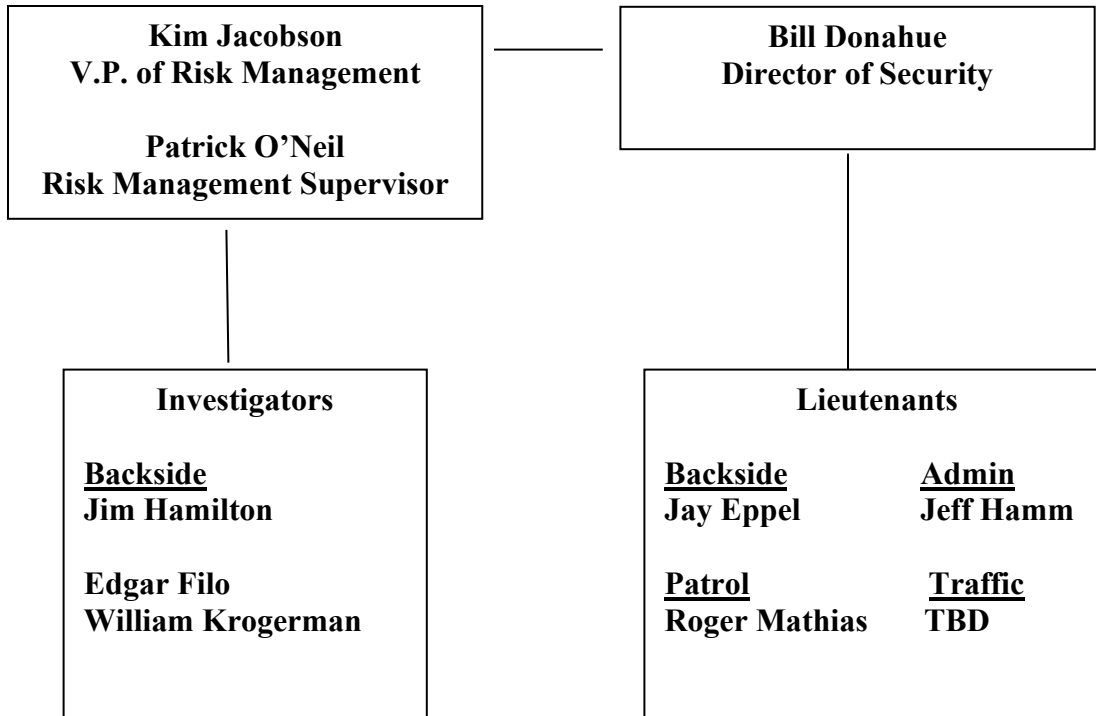 Kim Jacobson
V.P. of Risk Management
Patrick O’Neil
Risk Management Supervisor
Bill Donahue
Director of Security
Investigators
Backside
Jim Hamilton
Edgar Filo
William Krogerman
Lieutenants
Backside Admin
Jay Eppel Jeff Hamm
Patrol Traffic
Roger Mathias TBD